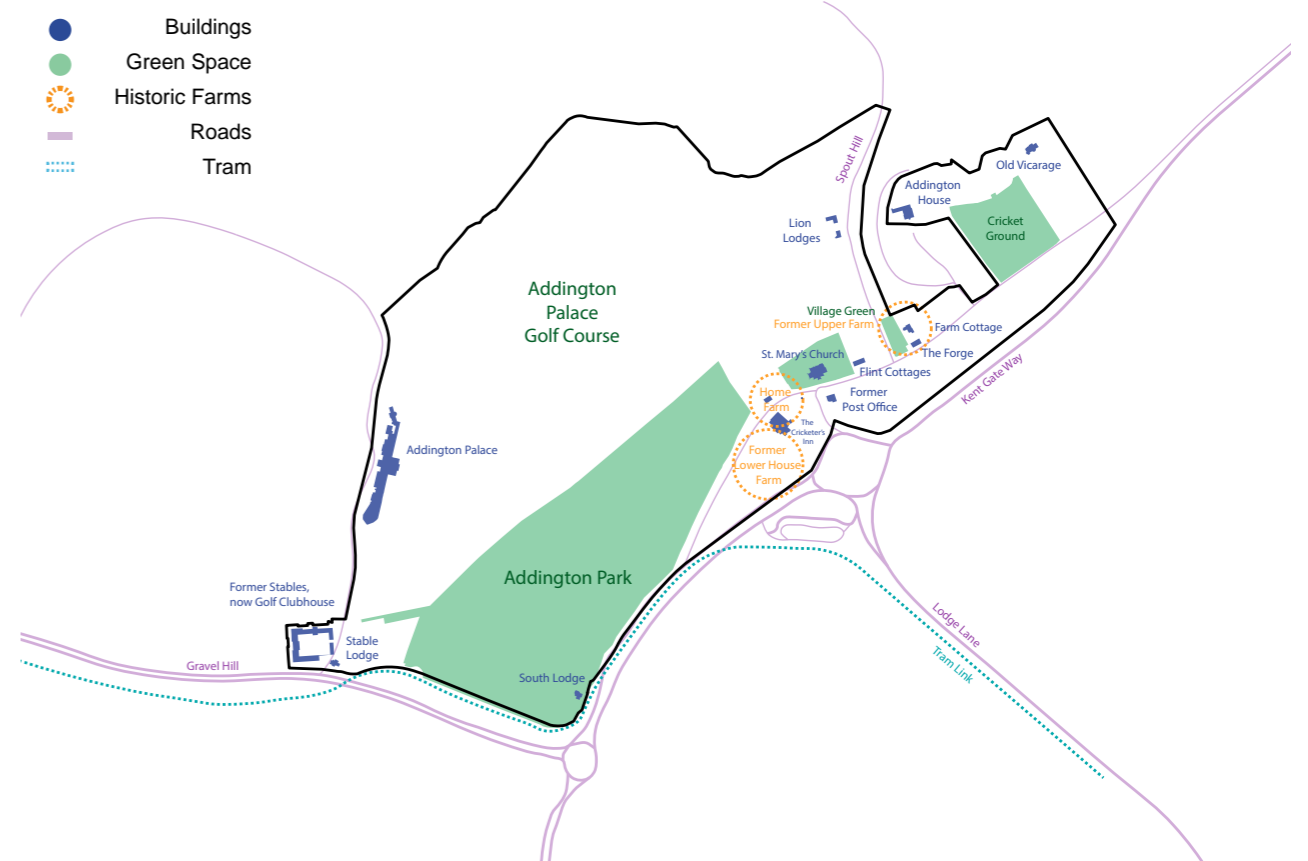 Buildings
Green Space
Historic Farms
Roads
Tram
Spout Hill
Old Vicarage
Addington
House
Cricket
Ground
Lion
Lodges
Addington
Palace
Golf Course
Village Green
Former Upper Farm
Farm Cottage
The Forge
St. Mary's Church
Flint Cottages
Kent Gate Way
Home
Farm
Former
Post Office
The
Cricketer's
Inn
Former
Lower House
Farm
Addington Palace
Addington Park
Former Stables,
now Golf Clubhouse
Stable
Lodge
Gravel Hill
South Lodge
Lodge Lane
Tram Link